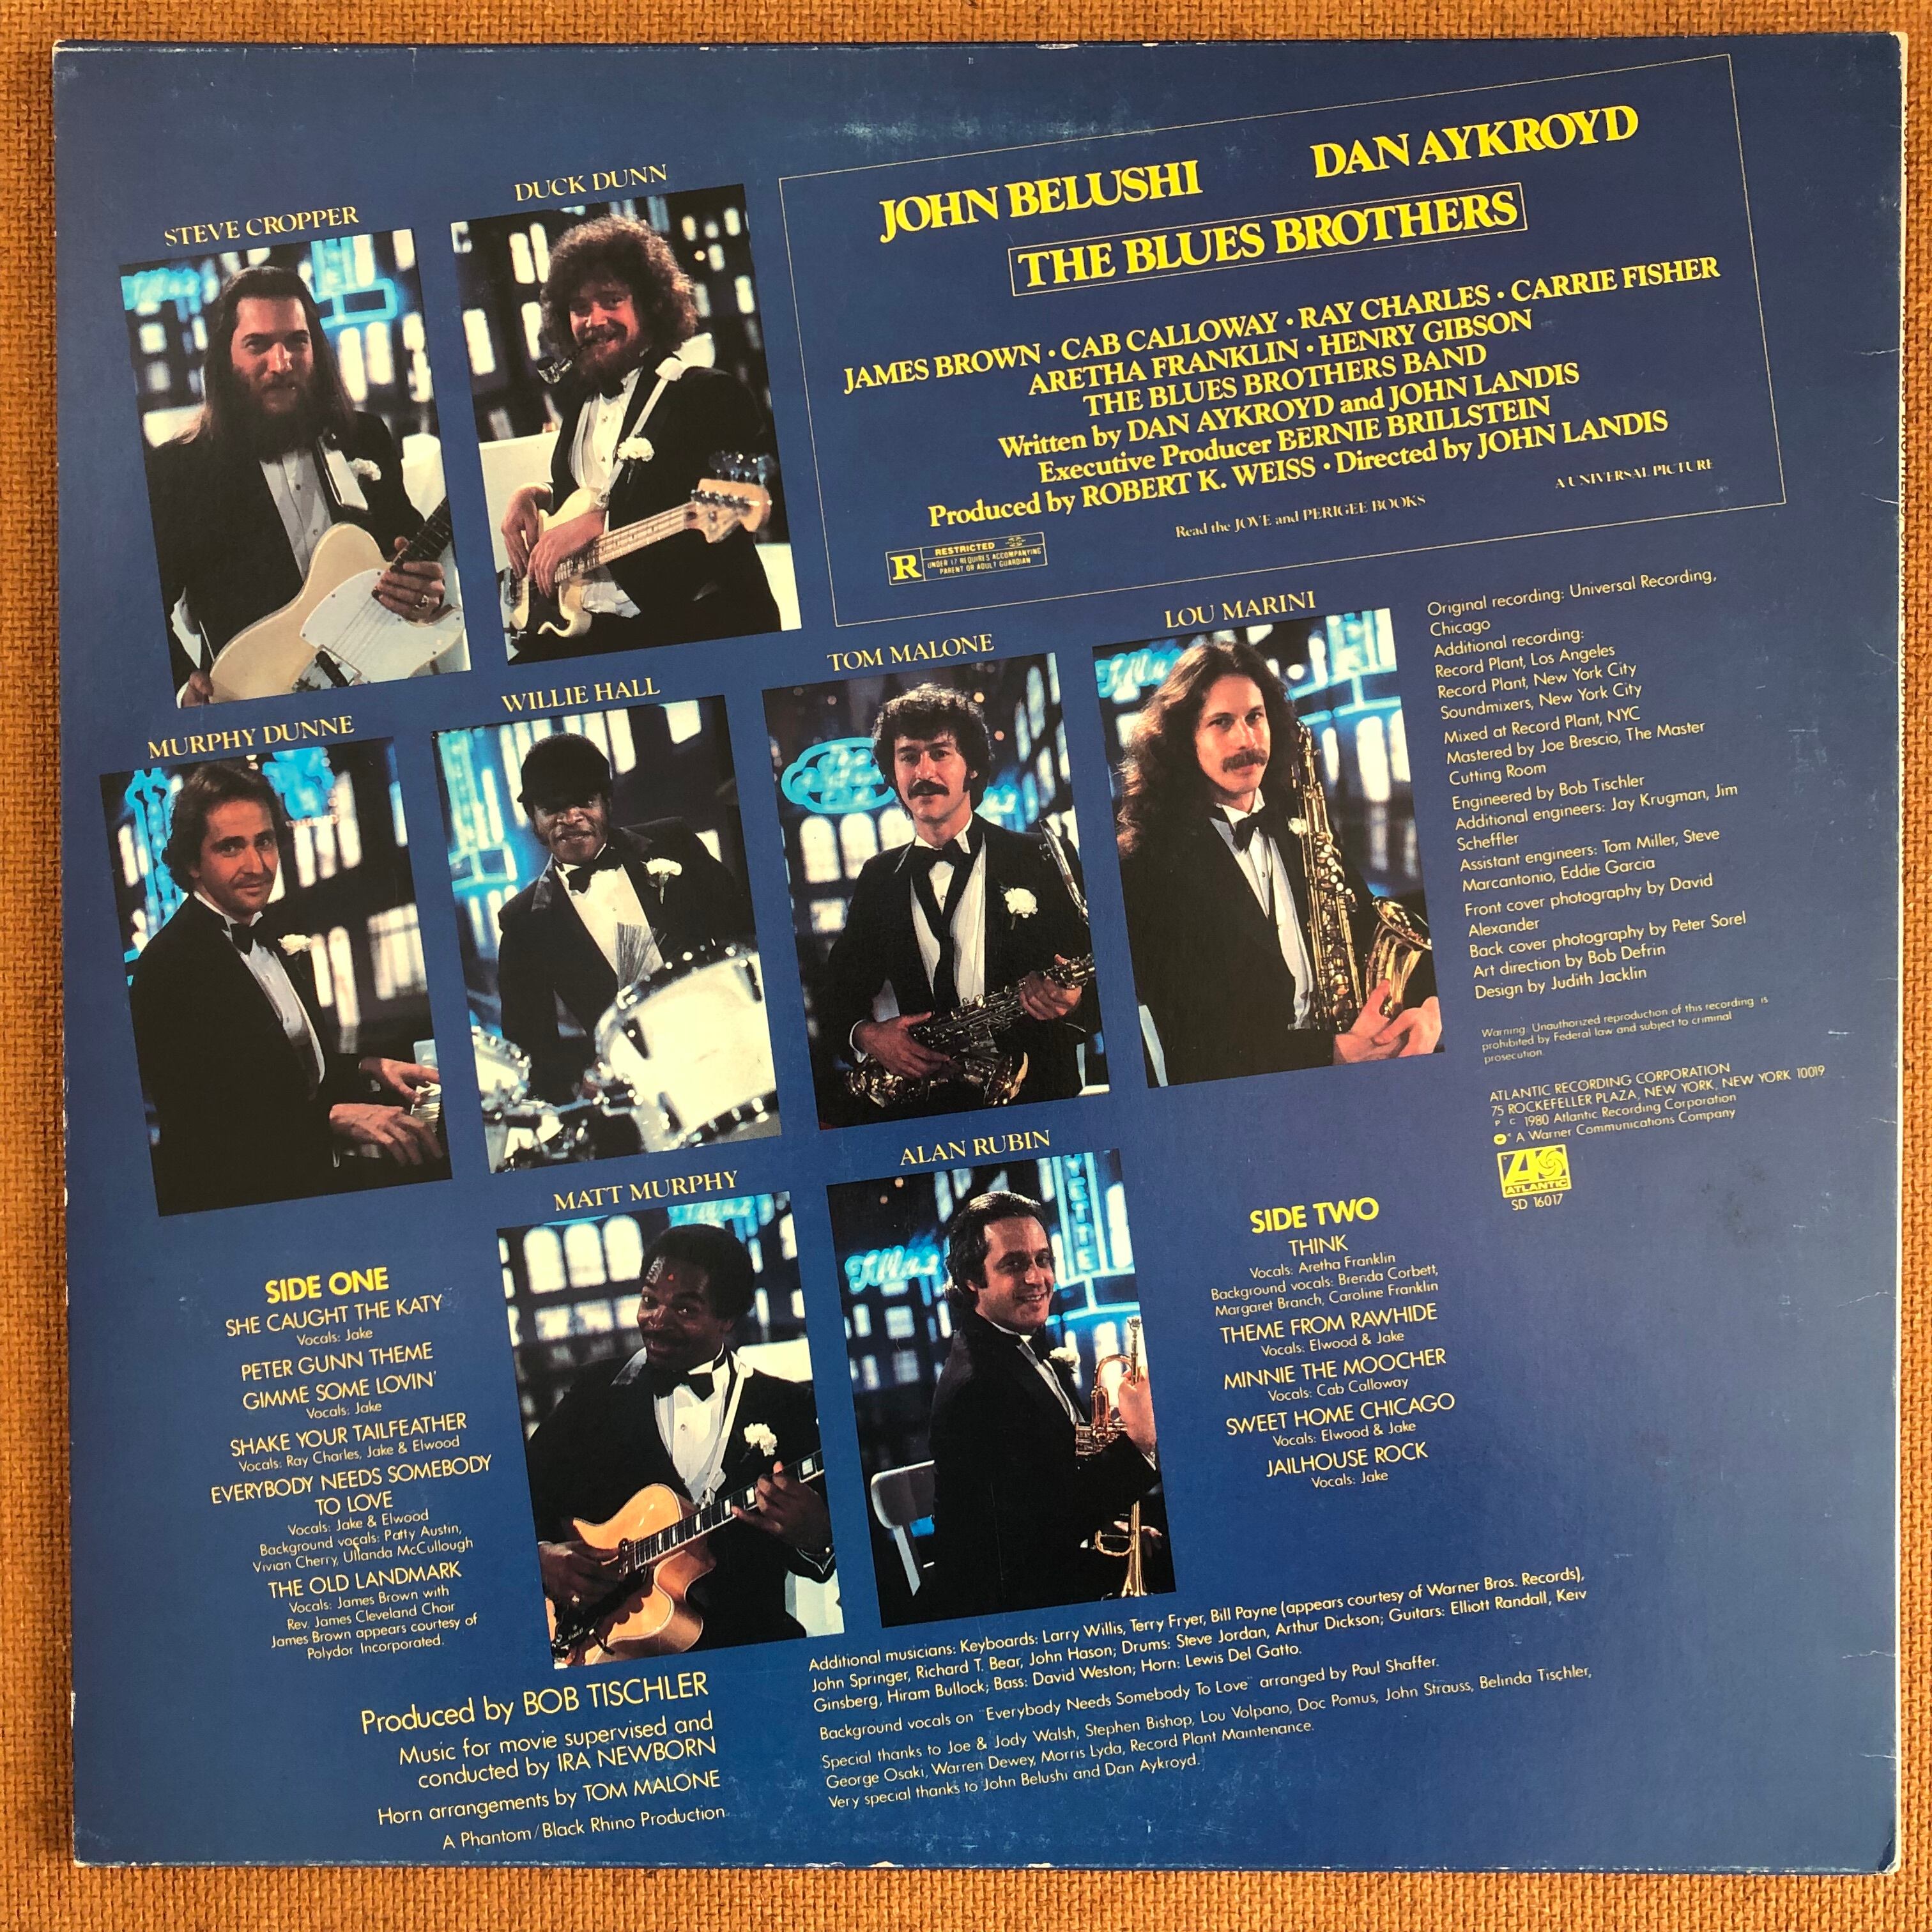 JOHN BELUSHI DAN AYKROYD
THE BLUES BROTHERS
JAMES BROWN • CAB CALLOWAY • RAY CHARLES • CARRIE FISHER
ARETHA FRANKLIN • HENRY GIBSON
THE BLUES BROTHERS BAND
Written by DAN AYKROYD and JOHN LANDIS
Executive Producer BERNIE BRILLSTEIN
Produced by ROBERT K. WEISS • Directed by JOHN LANDIS
R RESTRICTED
UNDER 17 REQUIRES ACCOMPANYING
PARENT OR ADULT GUARDIAN
Read the JOVE and PERIGEE BOOKS
A UNIVERSAL PICTURE
STEVE CROPPER
DUCK DUNN
MURPHY DUNNE
WILLIE HALL
TOM MALONE
LOU MARINI
MATT MURPHY
ALAN RUBIN
Original recording: Universal Recording,
Chicago
Additional recording:
Record Plant, Los Angeles
Record Plant, New York City
Soundmixers, New York City
Mixed at Record Plant, NYC
Mastered by Joe Brescio, The Master
Cutting Room
Engineered by Bob Tischler
Additional engineers: Jay Krugman, Jim
Scheffler
Assistant engineers: Tom Miller, Steve
Marcantonio, Eddie Garcia
Front cover photography by David
Alexander
Back cover photography by Peter Sorel
Art direction by Bob Defrin
Design by Judith Jacklin
Warning: Unauthorized reproduction of this recording is
prohibited by Federal law and subject to criminal
prosecution.
ATLANTIC RECORDING CORPORATION
75 ROCKEFELLER PLAZA, NEW YORK, NEW YORK 10019
P C 1980 Atlantic Recording Corporation
A Warner Communications Company
ATLANTIC
SD 16017
SIDE ONE
SHE CAUGHT THE KATY
Vocals: Jake
PETER GUNN THEME
GIMME SOME LOVIN'
Vocals: Jake
SHAKE YOUR TAILFEATHER
Vocals: Ray Charles, Jake & Elwood
EVERYBODY NEEDS SOMEBODY
TO LOVE
Vocals: Jake & Elwood
Background vocals: Patty Austin,
Vivian Cherry, Ullanda McCullough
THE OLD LANDMARK
Vocals: James Brown with
Rev. James Cleveland Choir
James Brown appears courtesy of
Polydor Incorporated.
SIDE TWO
THINK
Vocals: Aretha Franklin
Background vocals: Brenda Corbett,
Margaret Branch, Caroline Franklin
THEME FROM RAWHIDE
Vocals: Elwood & Jake
MINNIE THE MOOCHER
Vocals: Cab Calloway
SWEET HOME CHICAGO
Vocals: Elwood & Jake
JAILHOUSE ROCK
Vocals: Jake
Produced by BOB TISCHLER
Music for movie supervised and
conducted by IRA NEWBORN
Horn arrangements by TOM MALONE
A Phantom/Black Rhino Production
Additional musicians: Keyboards: Larry Willis, Terry Fryer, Bill Payne (appears courtesy of Warner Bros. Records),
John Springer, Richard T. Bear, John Hason; Drums: Steve Jordan, Arthur Dickson; Guitars: Elliott Randall, Keiv
Ginsberg, Hiram Bullock; Bass: David Weston; Horn: Lewis Del Gatto.
Background vocals on "Everybody Needs Somebody To Love" arranged by Paul Shaffer.
Special thanks to Joe & Jody Walsh, Stephen Bishop, Lou Volpano, Doc Pomus, John Strauss, Belinda Tischler,
George Osaki, Warren Dewey, Morris Lyda, Record Plant Maintenance.
Very special thanks to John Belushi and Dan Aykroyd.